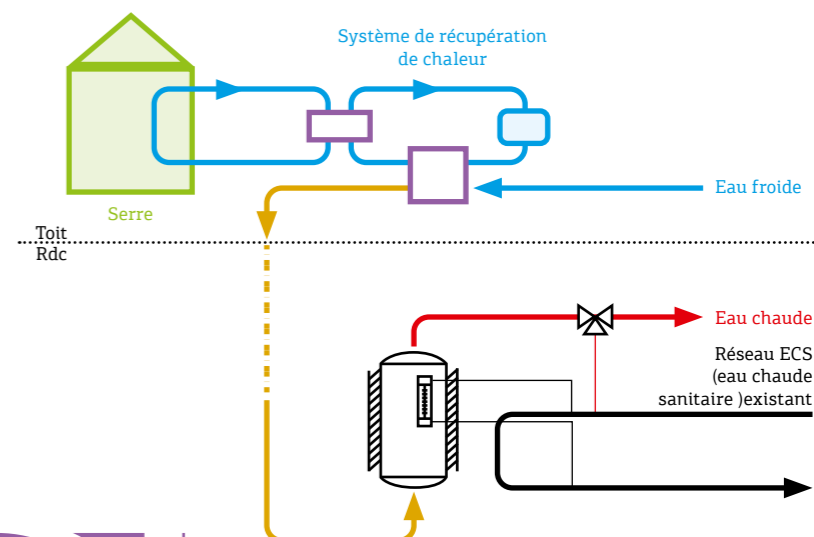 Système de récupération
de chaleur
Eau froide
Serre
Toit
Rdc
Eau chaude
Réseau ECS
(eau chaude
sanitaire )existant